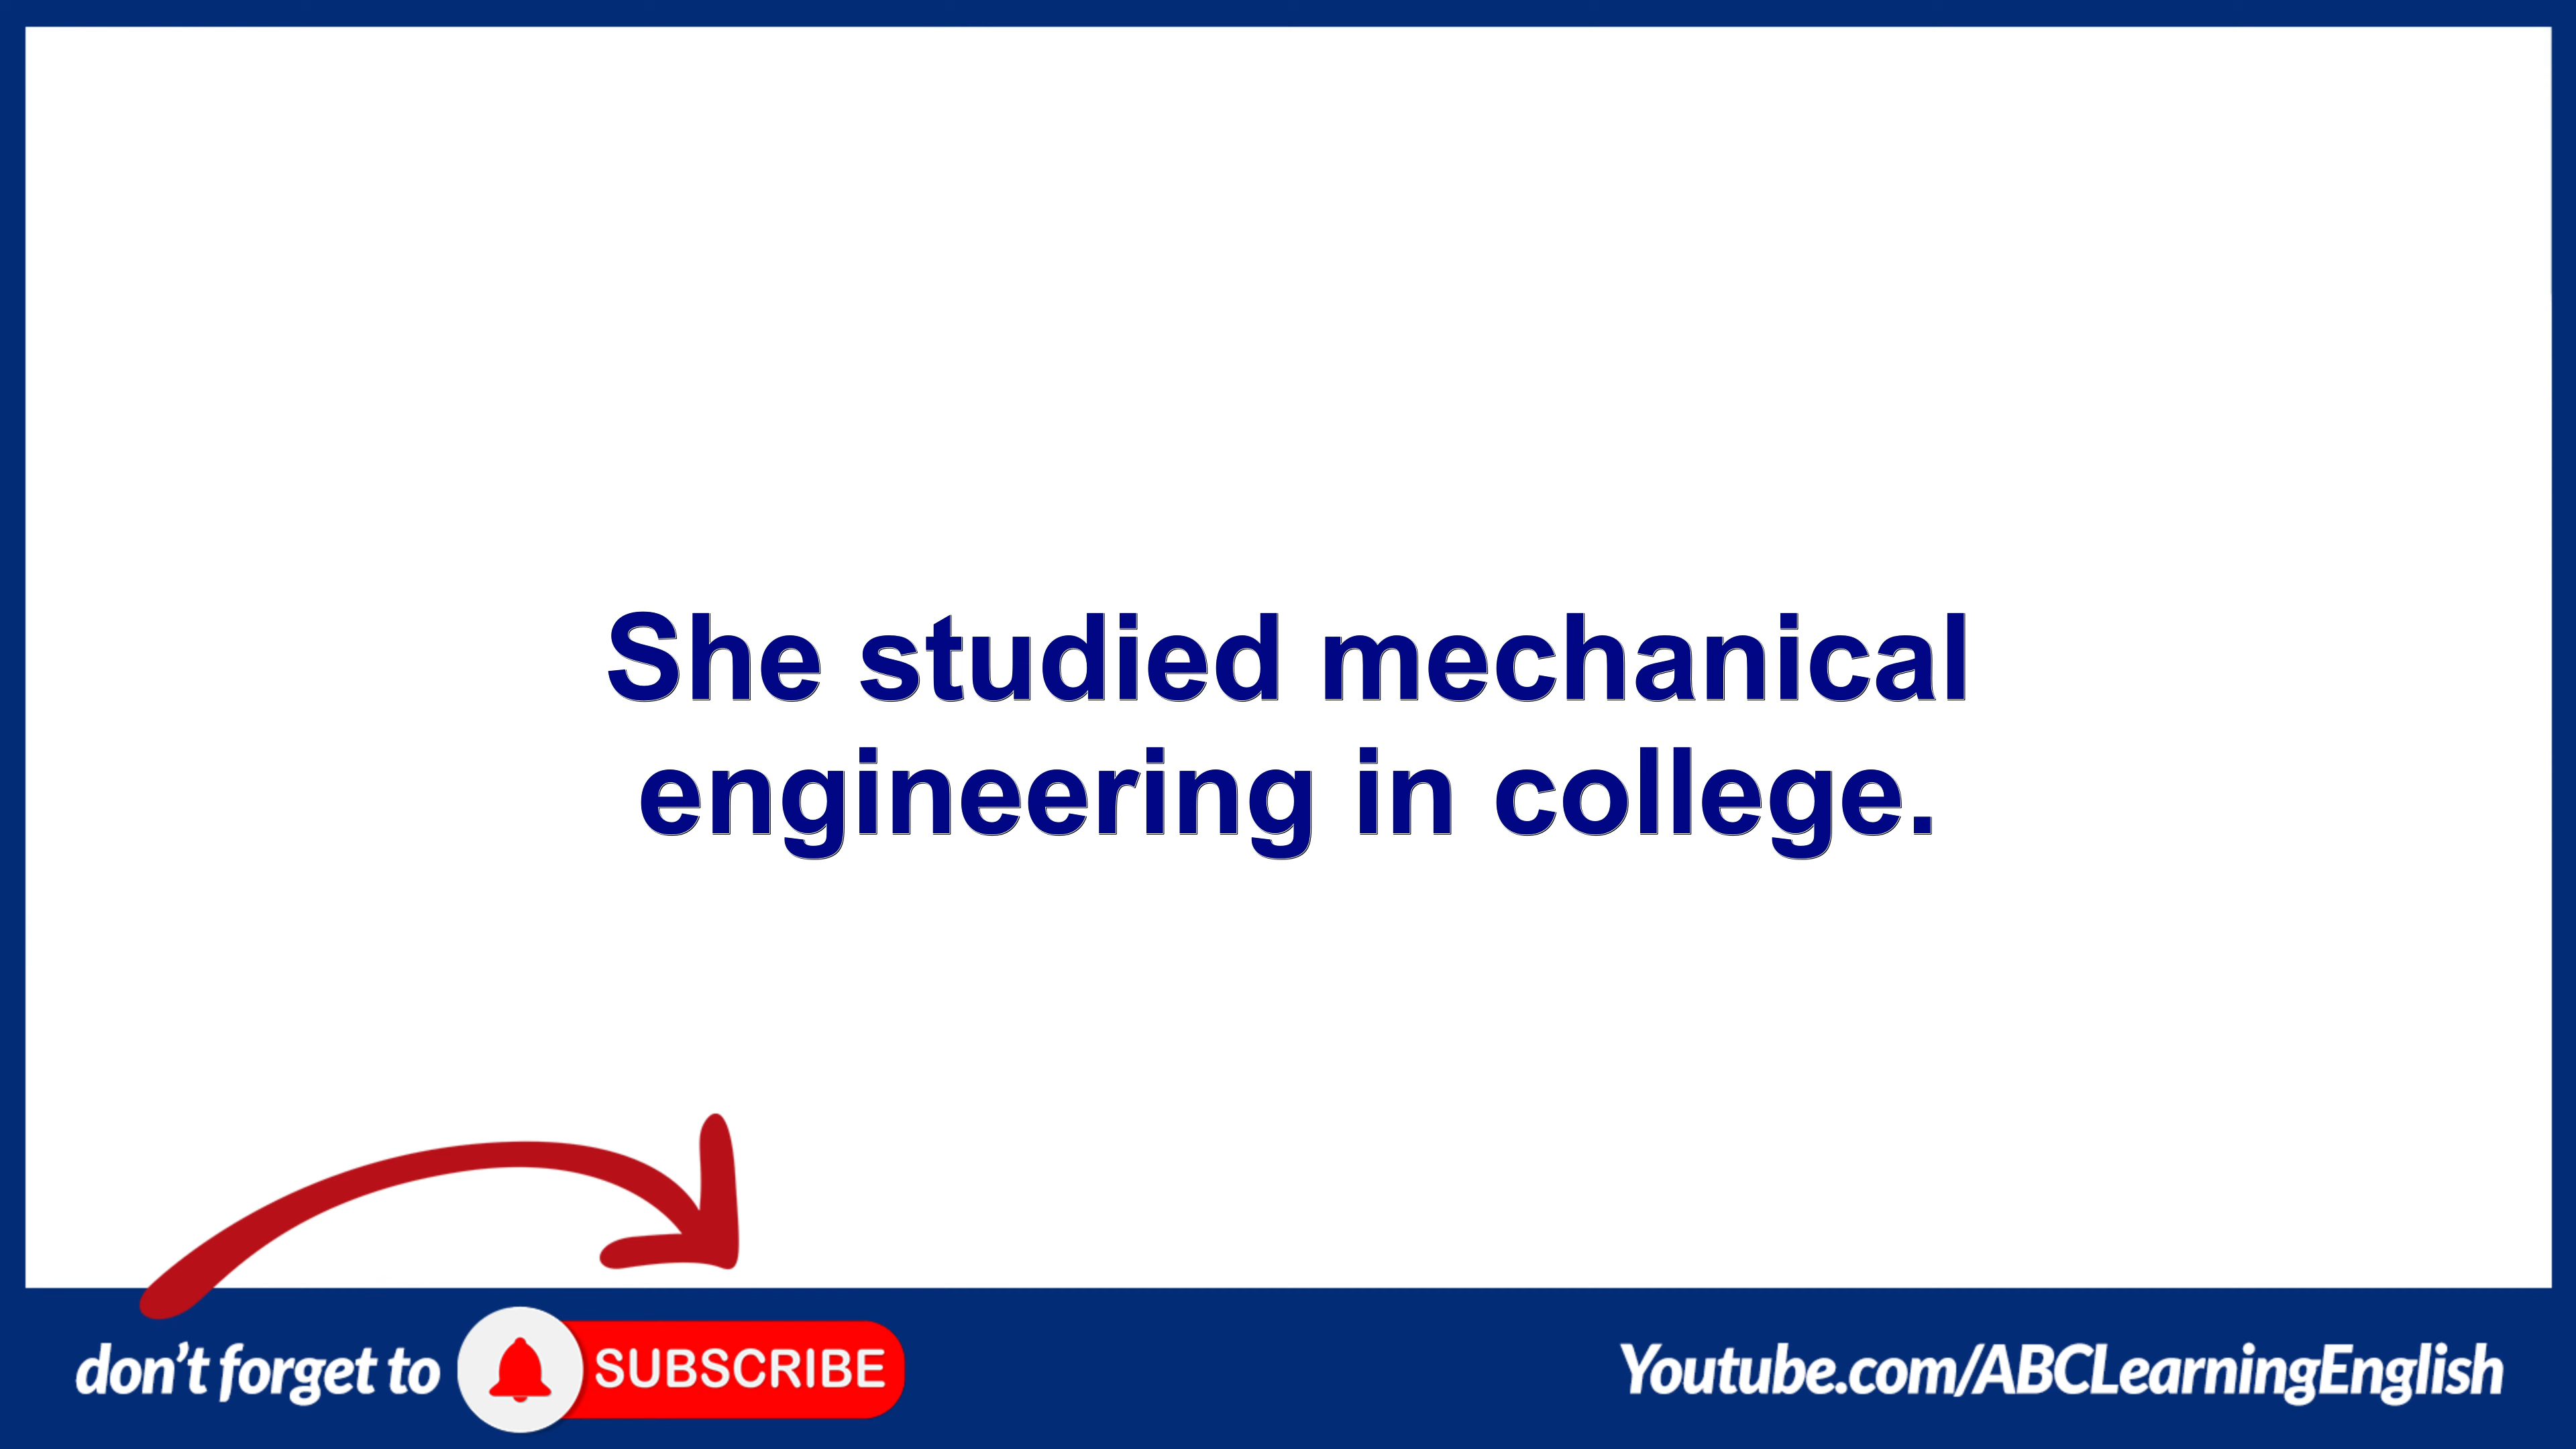 She studied mechanical
engineering in college.
don't forget to SUBSCRIBE
Youtube.com/ABCLearningEnglish